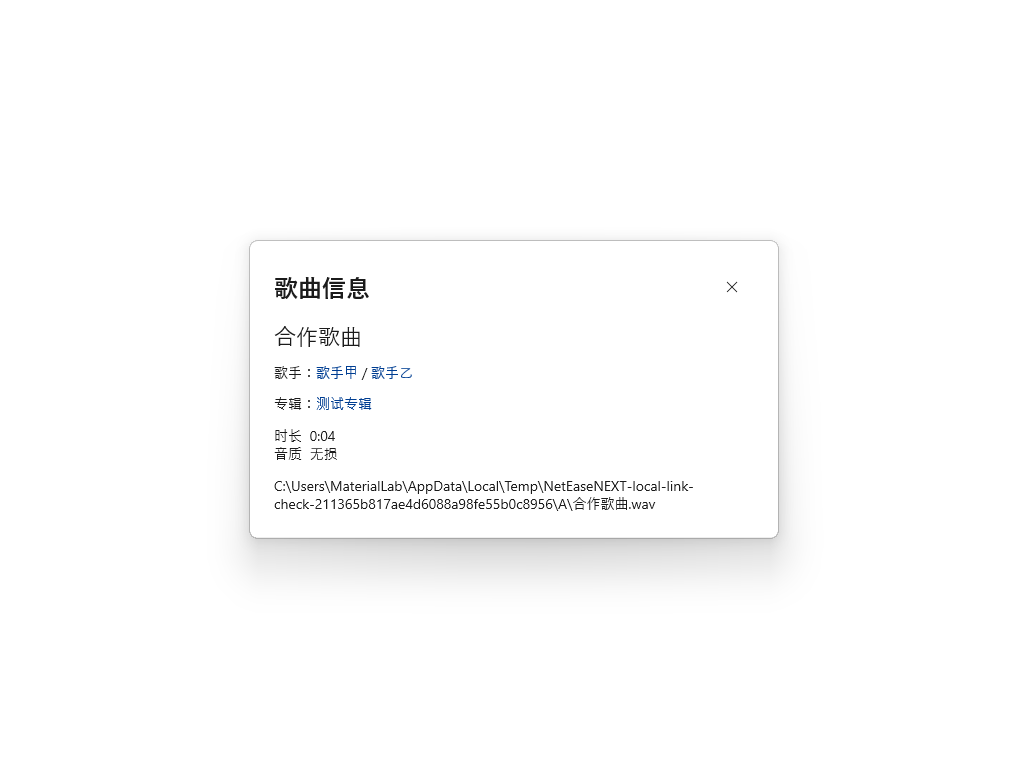 歌曲信息
合作歌曲
歌手：歌手甲 / 歌手乙
专辑：测试专辑
时长 0:04
音质 无损
C:\Users\MaterialLab\AppData\Local\Temp\NetEaseNEXT-local-link-
check-211365b817ae4d6088a98fe55b0c8956\A\合作歌曲.wav